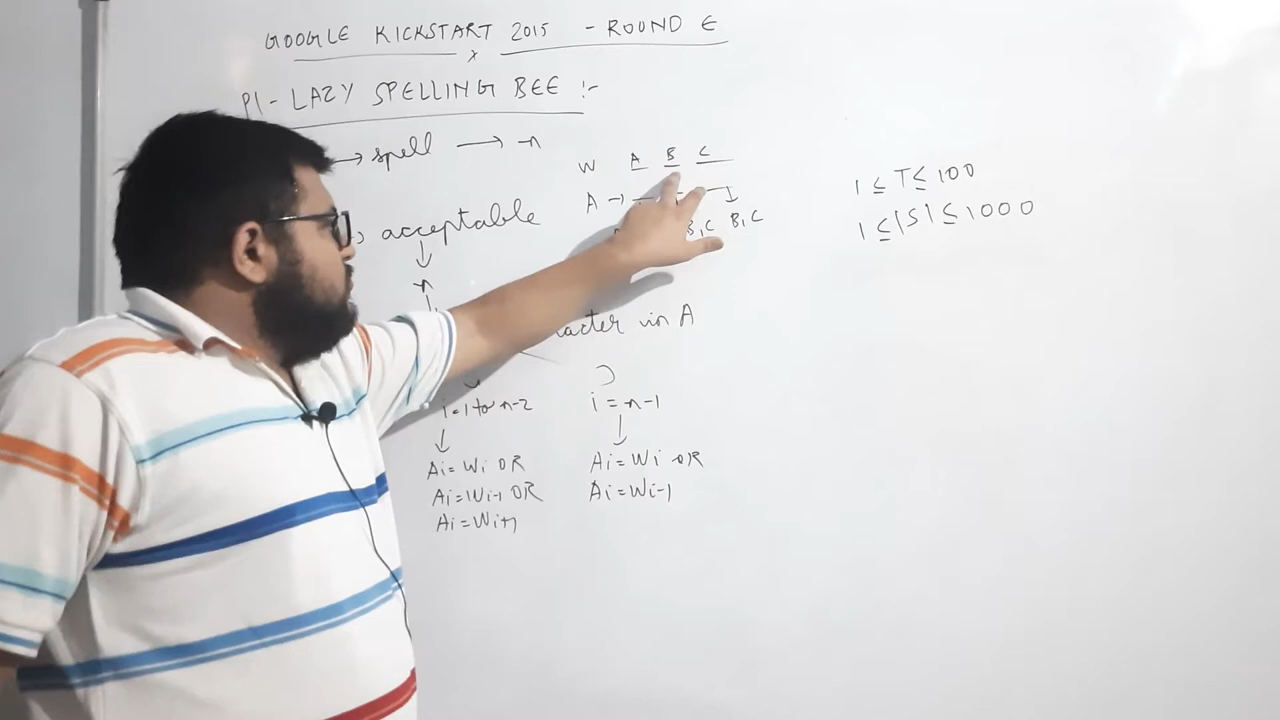 GOOGLE KICKSTART 2015 - ROUND E
x
P1 - LAZY SPELLING BEE :-
→ spell → n
W A B C
A →
B,C B,C
acceptable
n
in A
i=1 to n-2
i = n-1
Ai = Wi OR
Ai = Wi-1 OR
Ai = Wi+1
Ai = Wi OR
Ai = Wi-1
1 ≤ T ≤ 100
1 ≤ |S| ≤ 1000